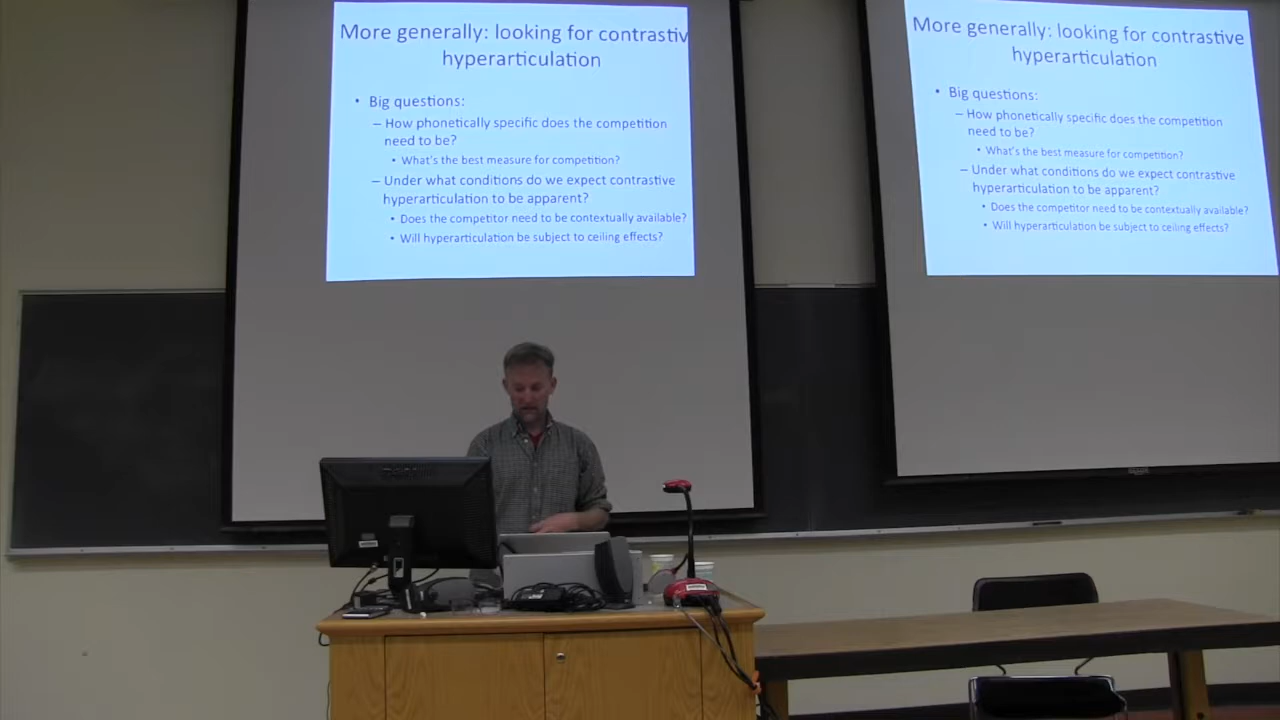 More generally: looking for contrastiv
hyperarticulation
• Big questions:
– How phonetically specific does the competition
need to be?
• What's the best measure for competition?
– Under what conditions do we expect contrastive
hyperarticulation to be apparent?
• Does the competitor need to be contextually available?
• Will hyperarticulation be subject to ceiling effects?
More generally: looking for contrastive
hyperarticulation
• Big questions:
– How phonetically specific does the competition
need to be?
• What's the best measure for competition?
– Under what conditions do we expect contrastive
hyperarticulation to be apparent?
• Does the competitor need to be contextually available?
• Will hyperarticulation be subject to ceiling effects?